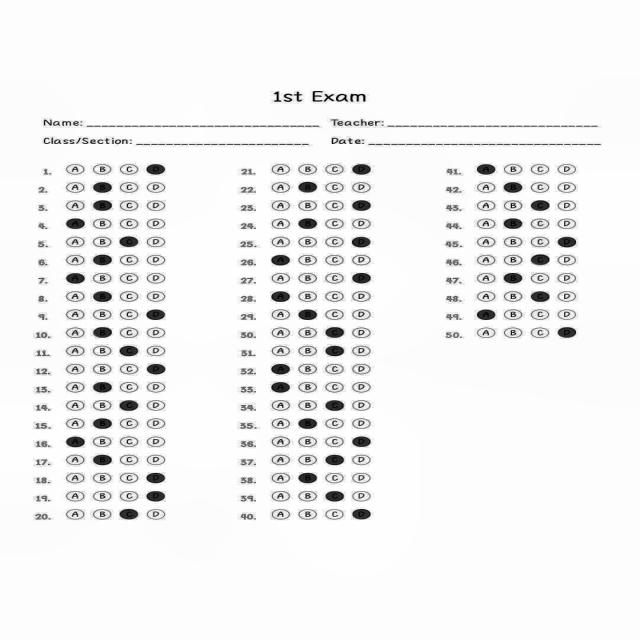 1st Exam
Name: ______________________________ Teacher: ___________________________
Class/Section: ______________________ Date: ______________________________
1. A B C D
2. A B C D
3. A B C D
4. A B C D
5. A B C D
6. A B C D
7. A B C D
8. A B C D
9. A B C D
10. A B C D
11. A B C D
12. A B C D
13. A B C D
14. A B C D
15. A B C D
16. A B C D
17. A B C D
18. A B C D
19. A B C D
20. A B C D
21. A B C D
22. A B C D
23. A B C D
24. A B C D
25. A B C D
26. A B C D
27. A B C D
28. A B C D
29. A B C D
30. A B C D
31. A B C D
32. A B C D
33. A B C D
34. A B C D
35. A B C D
36. A B C D
37. A B C D
38. A B C D
39. A B C D
40. A B C D
41. A B C D
42. A B C D
43. A B C D
44. A B C D
45. A B C D
46. A B C D
47. A B C D
48. A B C D
49. A B C D
50. A B C D